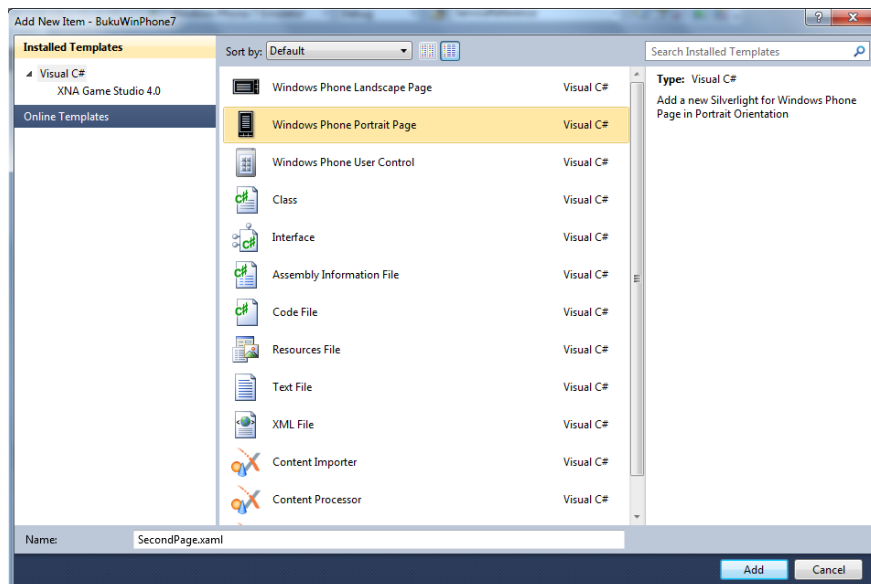 Add New Item - BukuWinPhone7
Installed Templates
Visual C#
XNA Game Studio 4.0
Online Templates
Sort by: Default
Search Installed Templates
Windows Phone Landscape Page Visual C#
Windows Phone Portrait Page Visual C#
Windows Phone User Control Visual C#
Class Visual C#
Interface Visual C#
Assembly Information File Visual C#
Code File Visual C#
Resources File Visual C#
Text File Visual C#
XML File Visual C#
Content Importer Visual C#
Content Processor Visual C#
Type: Visual C#
Add a new Silverlight for Windows Phone
Page in Portrait Orientation
Name: SecondPage.xaml
Add Cancel